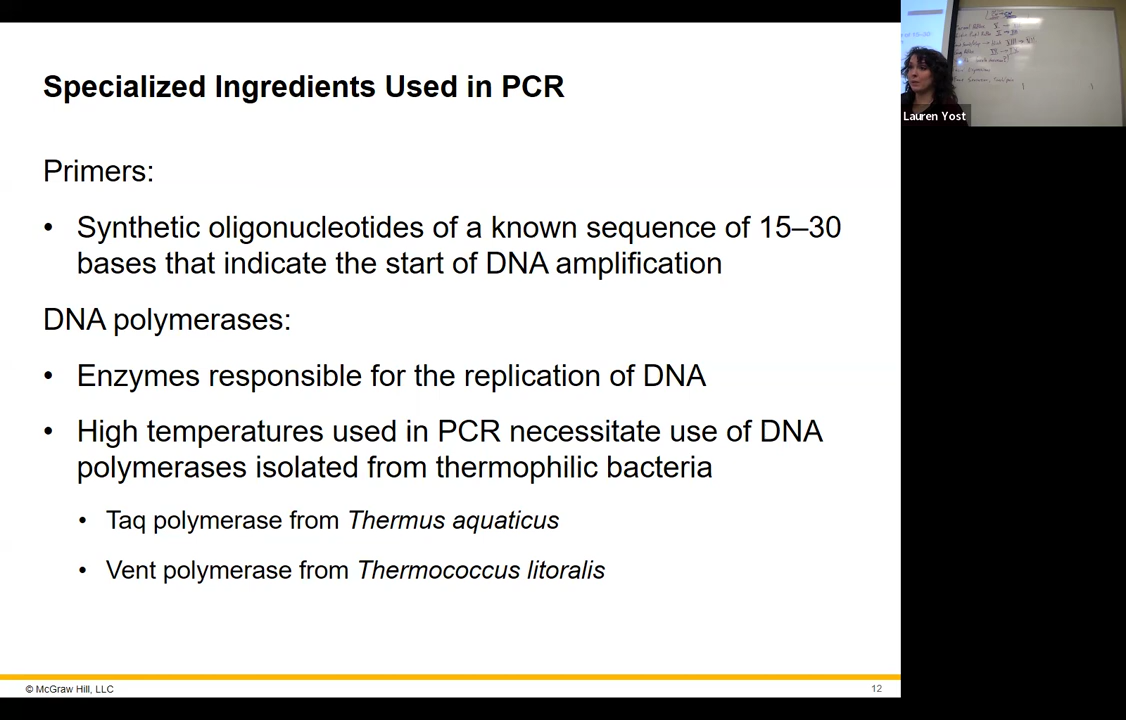 Specialized Ingredients Used in PCR
Primers:
• Synthetic oligonucleotides of a known sequence of 15–30
bases that indicate the start of DNA amplification
DNA polymerases:
• Enzymes responsible for the replication of DNA
• High temperatures used in PCR necessitate use of DNA
polymerases isolated from thermophilic bacteria
• Taq polymerase from Thermus aquaticus
• Vent polymerase from Thermococcus litoralis
© McGraw Hill, LLC
12
Lauren Yost